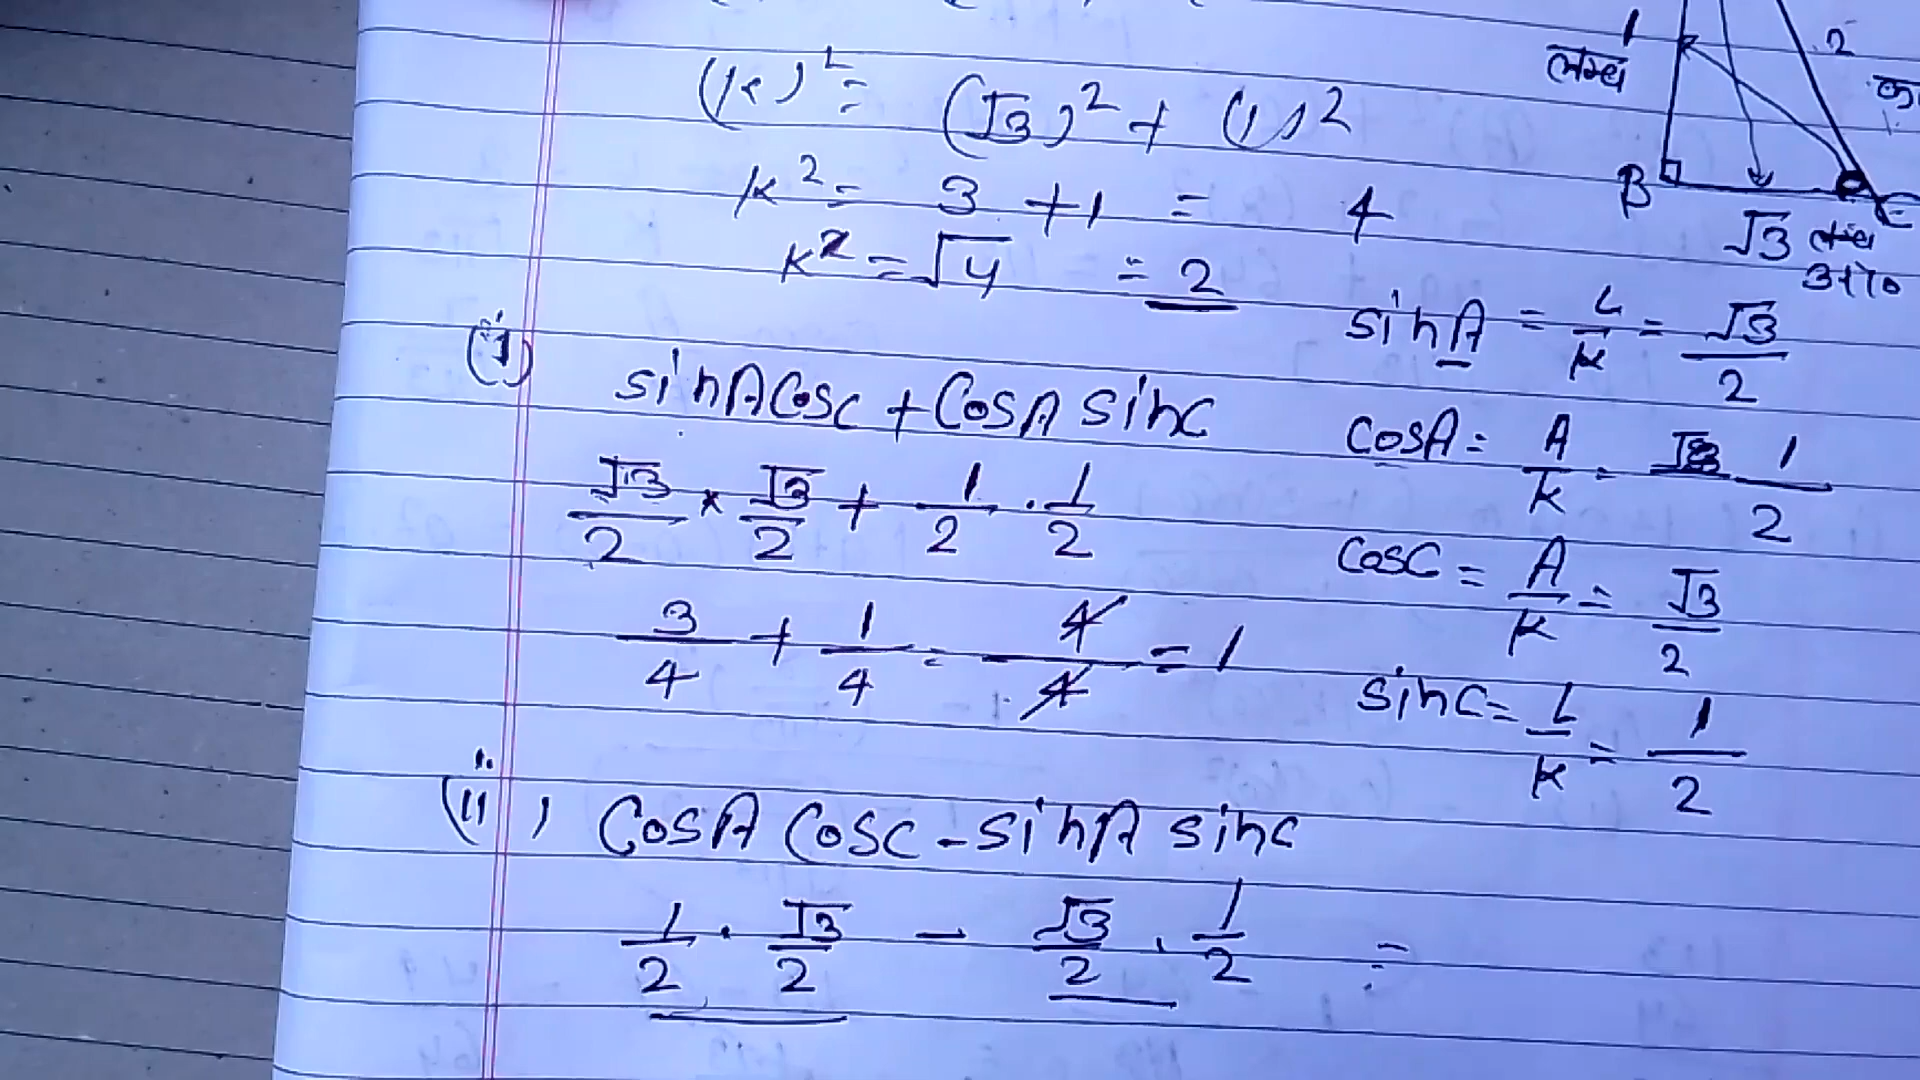 1
2
लम्ब
(K)² = (√3)² + (1)²
K² = 3 + 1 = 4
B
C
√3 लम्ब
K² = √4 = 2
sinA = L/K = √3/2
(i)
sinA cosC + cosA sinC
cosA = A/K = 1/2
√3/2 × √3/2 + 1/2 . 1/2
cosC = A/K = √3/2
3/4 + 1/4 = 4/4 = 1
sinC = L/K = 1/2
(ii) cosA cosC - sinA sinC
1/2 . √3/2 - √3/2 . 1/2 =